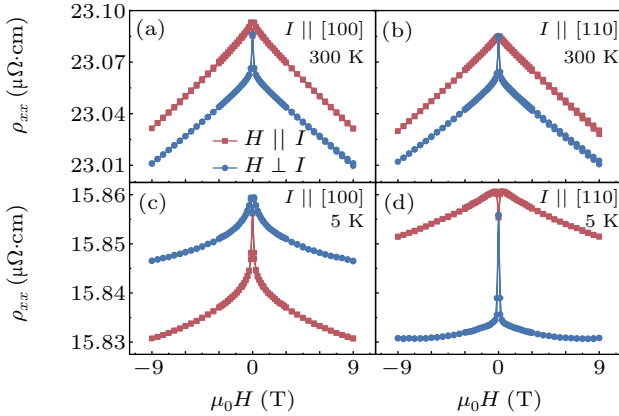 23.10
23.07
23.04
23.01
ρxx (μΩ·cm)
(a)
I || [100]
300 K
H || I
H ⊥ I
(b)
I || [110]
300 K
15.86
15.85
15.84
15.83
ρxx (μΩ·cm)
(c)
I || [100]
5 K
(d)
I || [110]
5 K
−9 0 9
−9 0 9
μ0H (T)
μ0H (T)